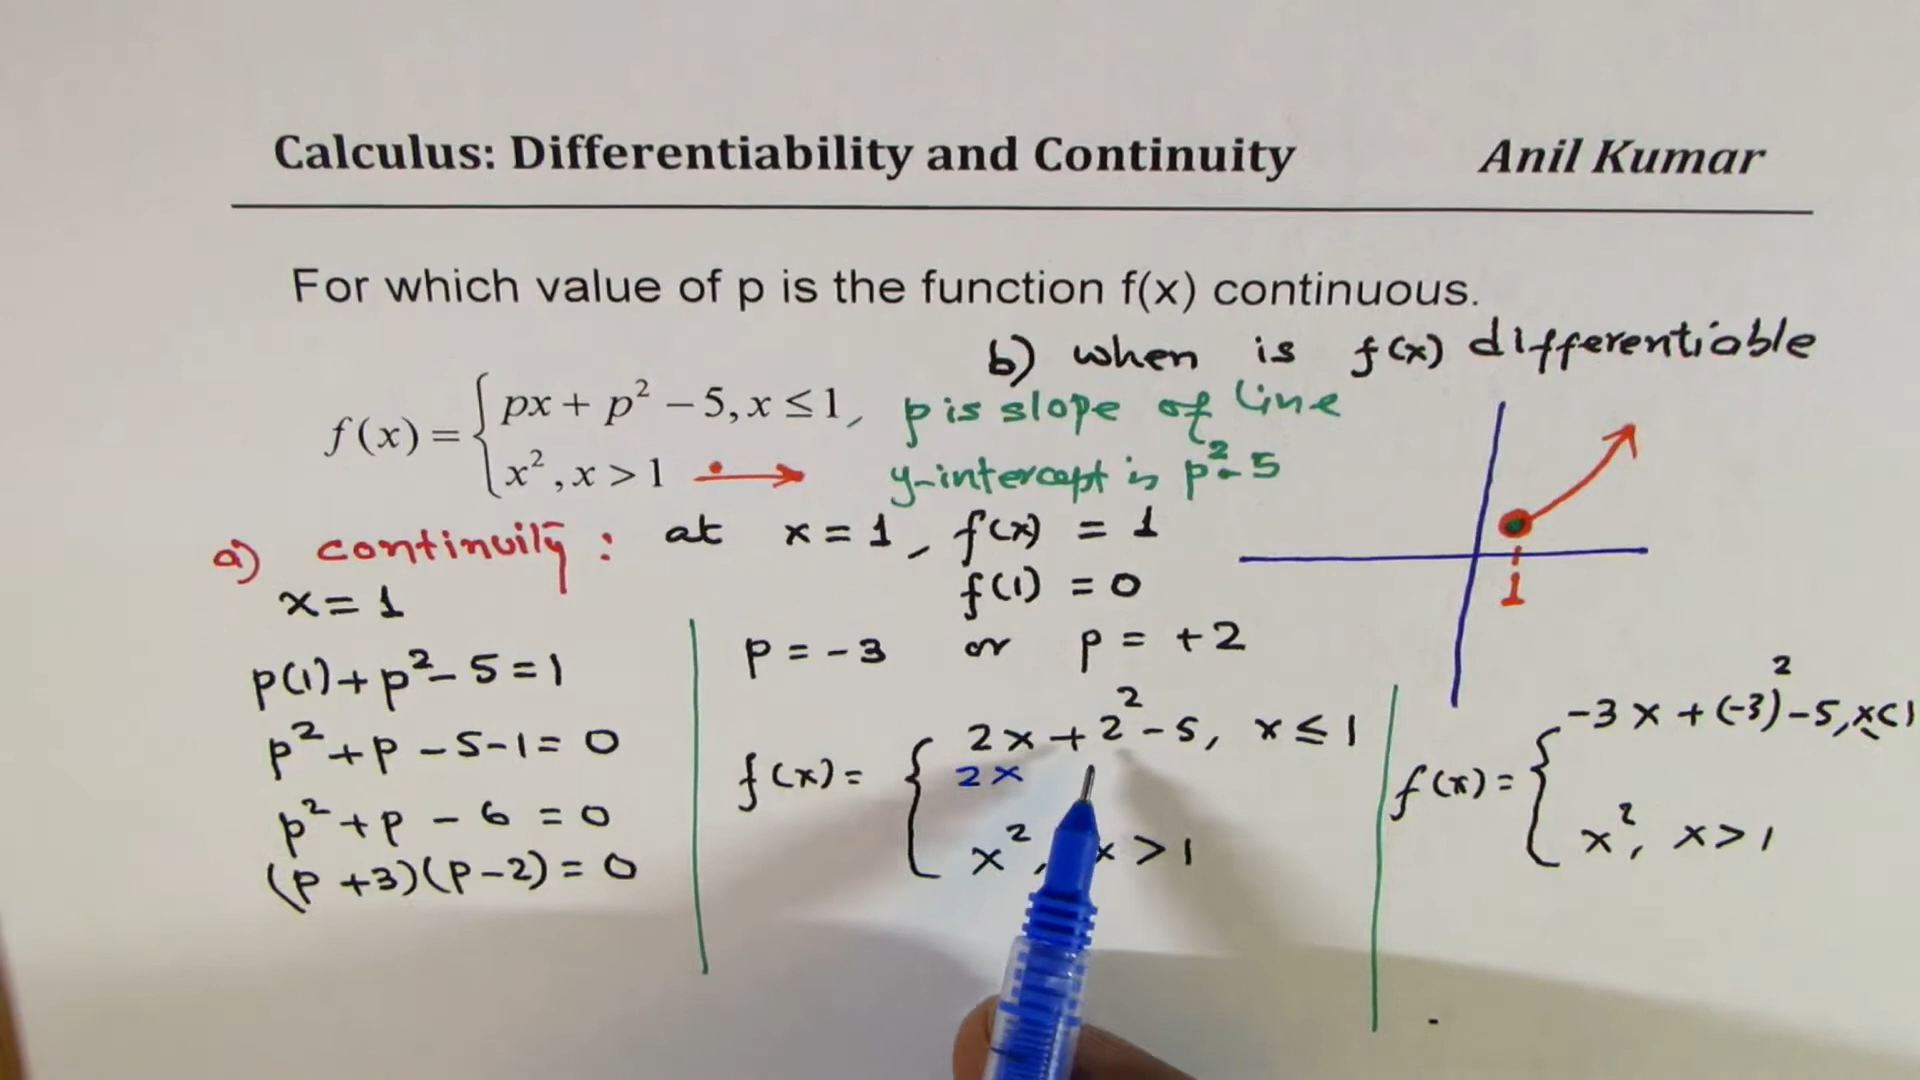 Calculus: Differentiability and Continuity Anil Kumar
For which value of p is the function f(x) continuous.
b) when is f(x) differentiable
f(x) = { px + p² − 5, x ≤ 1, p is slope of line
x², x > 1 y-intercept is p² - 5
a) continuity : at x = 1, f(x) = 1
f(1) = 0
1
x = 1
p(1) + p² - 5 = 1
p² + p - 5 - 1 = 0
p² + p - 6 = 0
(p + 3)(p - 2) = 0
p = -3 or p = +2
f(x) = { 2x + 2² - 5, x ≤ 1
2x
x², x > 1
f(x) = { -3x + (-3)² - 5, x<1
x², x > 1